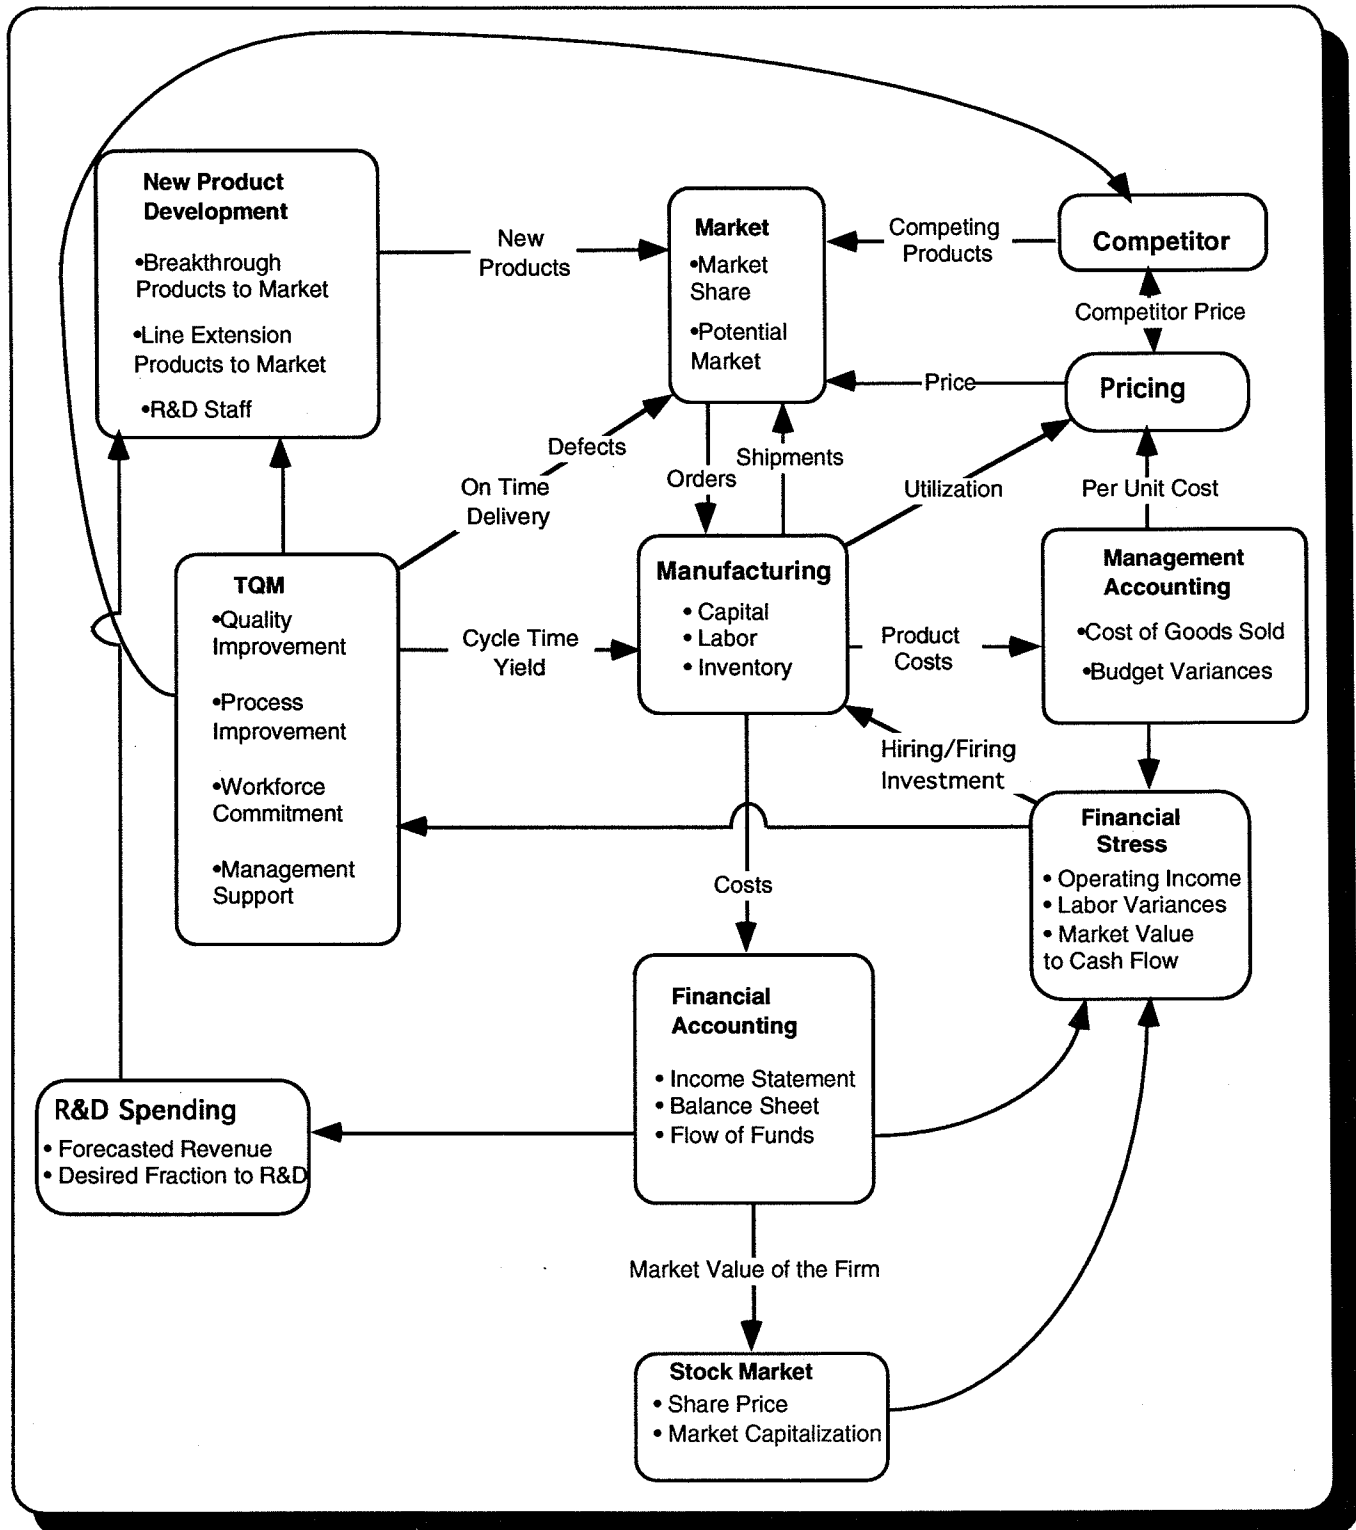 New Product
Development
•Breakthrough
Products to Market
•Line Extension
Products to Market
•R&D Staff
New
Products
Market
•Market
Share
•Potential
Market
Competing
Products
Competitor
Competitor Price
Pricing
Price
Defects
On Time
Delivery
Orders
Shipments
Utilization
Per Unit Cost
TQM
•Quality
Improvement
•Process
Improvement
•Workforce
Commitment
•Management
Support
Cycle Time
Yield
Manufacturing
• Capital
• Labor
• Inventory
Product
Costs
Management
Accounting
•Cost of Goods Sold
•Budget Variances
Hiring/Firing
Investment
Financial
Stress
• Operating Income
• Labor Variances
• Market Value
to Cash Flow
Costs
Financial
Accounting
• Income Statement
• Balance Sheet
• Flow of Funds
R&D Spending
• Forecasted Revenue
• Desired Fraction to R&D
Market Value of the Firm
Stock Market
• Share Price
• Market Capitalization